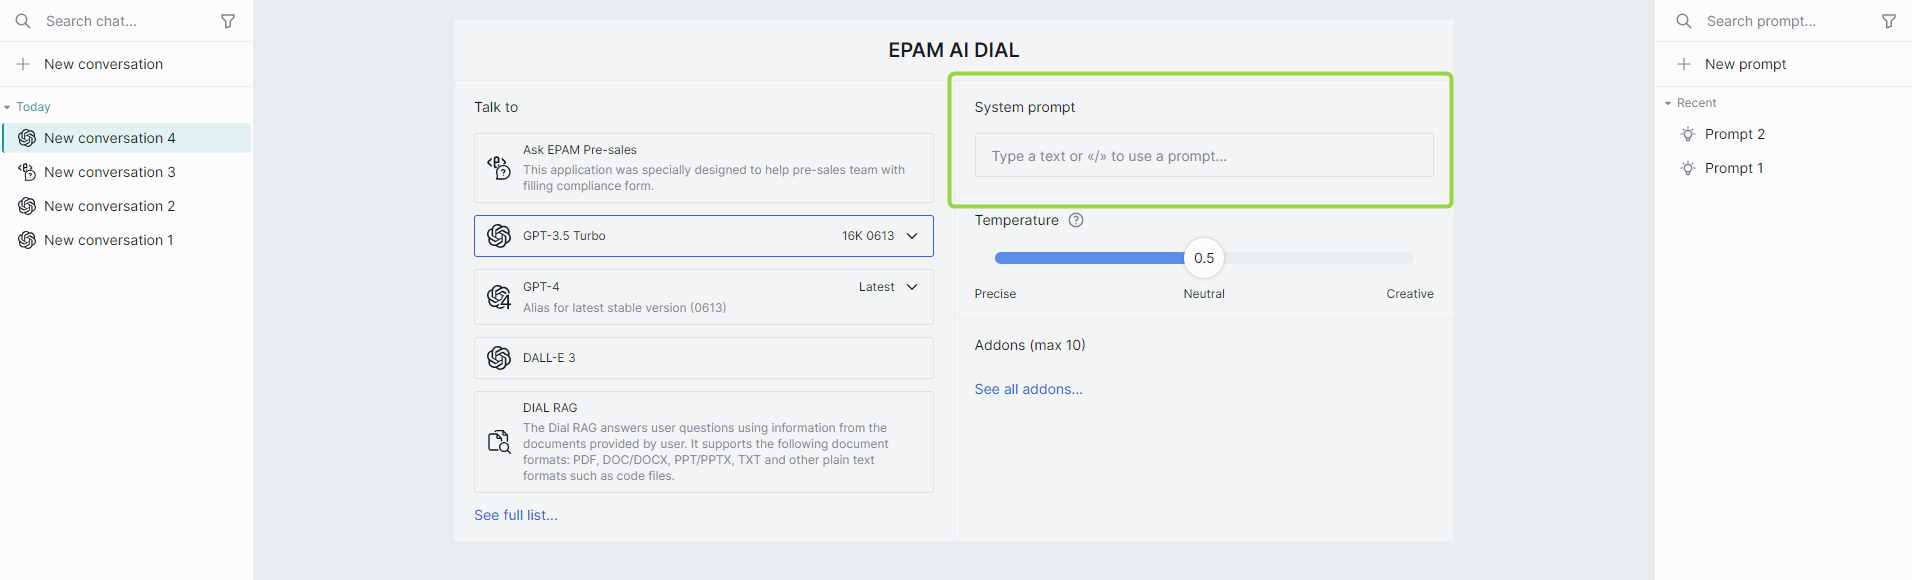 Search chat...
New conversation
Today
New conversation 4
New conversation 3
New conversation 2
New conversation 1
EPAM AI DIAL
Talk to
Ask EPAM Pre-sales
This application was specially designed to help pre-sales team with
filling compliance form.
GPT-3.5 Turbo 16K 0613
GPT-4 Latest
Alias for latest stable version (0613)
DALL-E 3
DIAL RAG
The Dial RAG answers user questions using information from the
documents provided by user. It supports the following document
formats: PDF, DOC/DOCX, PPT/PPTX, TXT and other plain text
formats such as code files.
See full list...
System prompt
Type a text or «/» to use a prompt...
Temperature ?
0.5
Precise Neutral Creative
Addons (max 10)
See all addons...
Search prompt...
New prompt
Recent
Prompt 2
Prompt 1